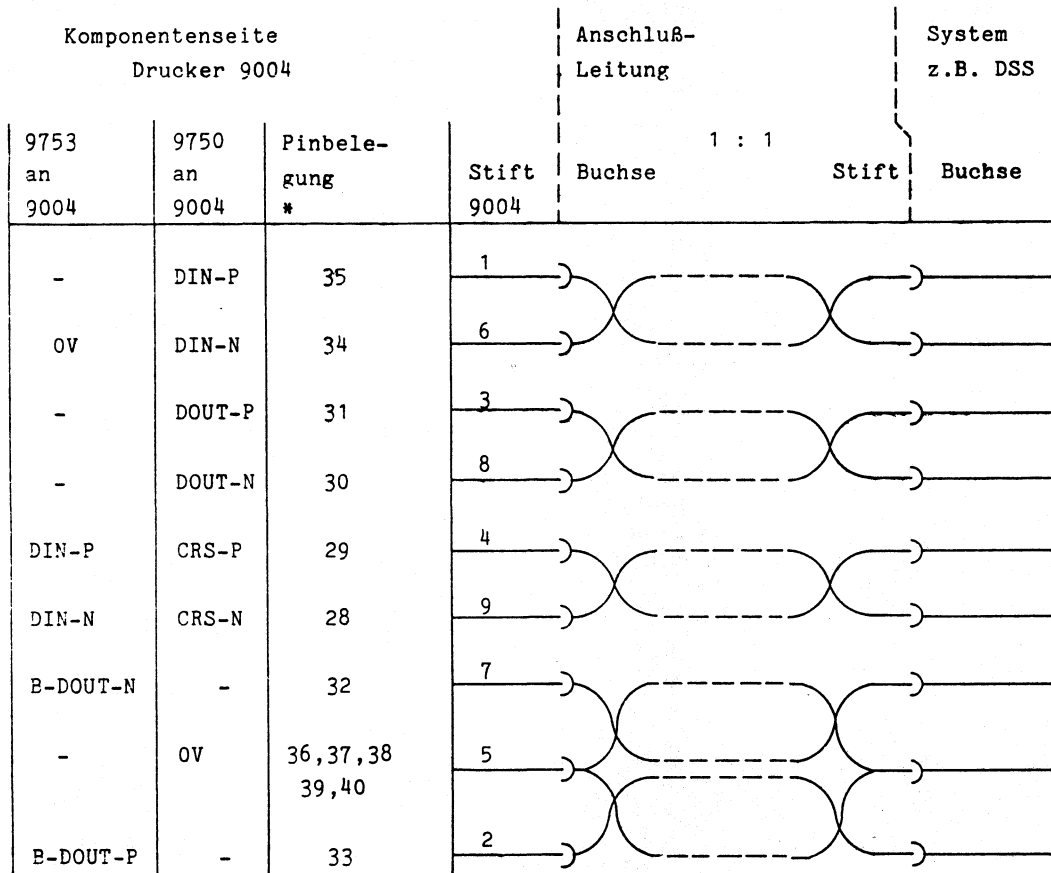 Komponentenseite
Drucker 9004
Anschluß-
Leitung
System
z.B. DSS
9753
an
9004
9750
an
9004
Pinbele-
gung
*
Stift
9004
1 : 1
Buchse
Stift
Buchse
- DIN-P 35 1
0V DIN-N 34 6
- DOUT-P 31 3
- DOUT-N 30 8
DIN-P CRS-P 29 4
DIN-N CRS-N 28 9
B-DOUT-N - 32 7
- 0V 36,37,38 5
39,40
B-DOUT-P - 33 2